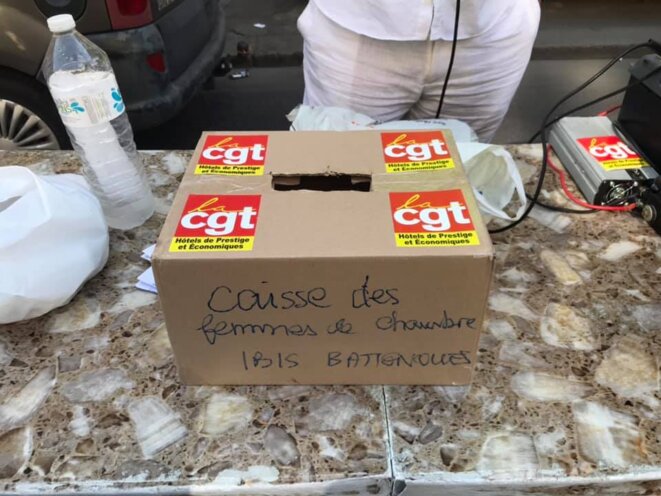 la
cgt
Hôtels de Prestige
et Économiques
la
cgt
Hôtels de Prestige
et Économiques
la
cgt
Hôtels de Prestige
et Économiques
la
cgt
Hôtels de Prestige
et Économiques
la
cgt
caisse des
femmes de chambre
IBIS BATIGNOLLES